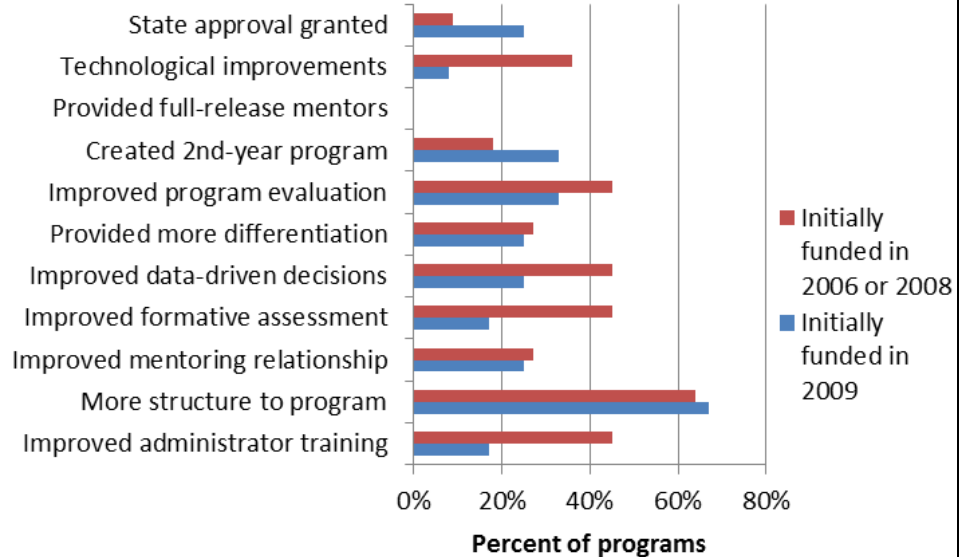 State approval granted
Technological improvements
Provided full-release mentors
Created 2nd-year program
Improved program evaluation
Provided more differentiation
Improved data-driven decisions
Improved formative assessment
Improved mentoring relationship
More structure to program
Improved administrator training
0% 20% 40% 60% 80%
Percent of programs
Initially
funded in
2006 or 2008
Initially
funded in
2009